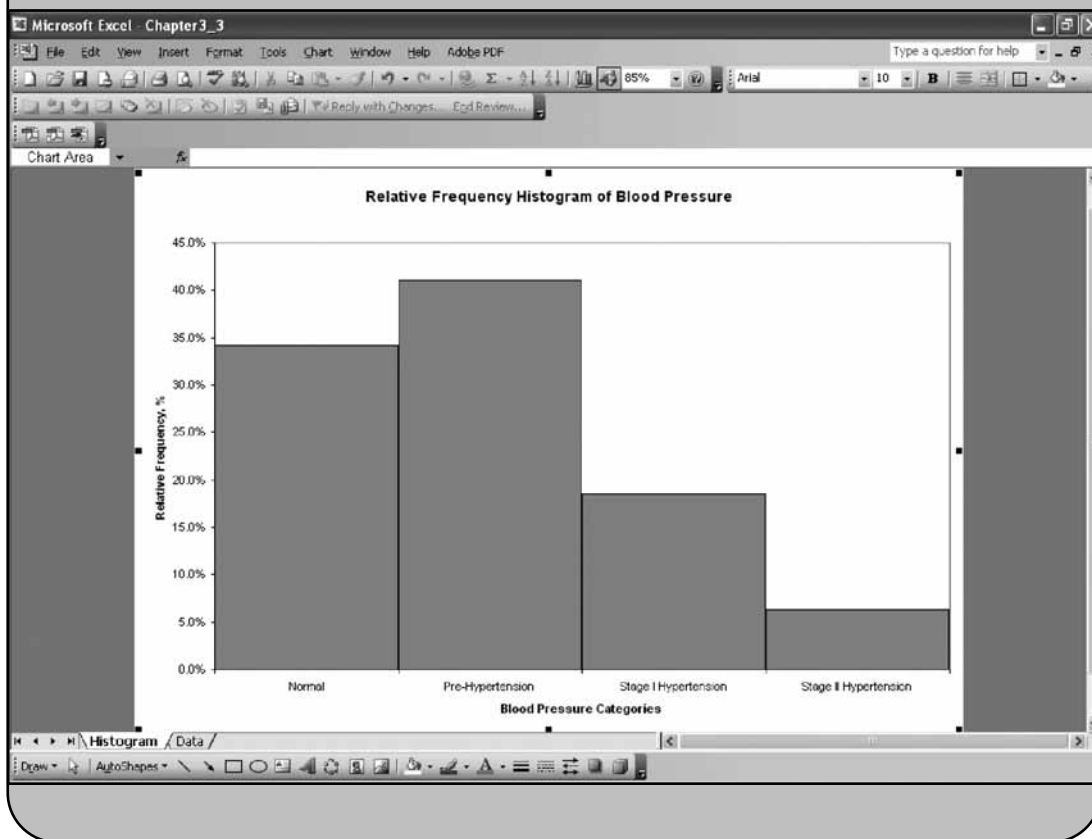 Microsoft Excel - Chapter3_3
File Edit View Insert Format Tools Chart Window Help Adobe PDF Type a question for help
85% Arial 10 B
Reply with Changes... End Review...
Chart Area fx
Relative Frequency Histogram of Blood Pressure
45.0%
40.0%
35.0%
30.0%
25.0%
20.0%
15.0%
10.0%
5.0%
0.0%
Relative Frequency, %
Normal Pre-Hypertension Stage I Hypertension Stage II Hypertension
Blood Pressure Categories
Histogram Data
Draw AutoShapes